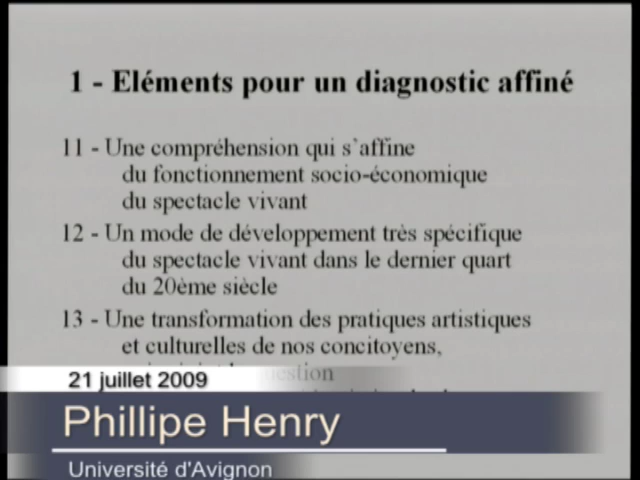 1 - Eléments pour un diagnostic affiné
11 - Une compréhension qui s'affine
du fonctionnement socio-économique
du spectacle vivant
12 - Un mode de développement très spécifique
du spectacle vivant dans le dernier quart
du 20ème siècle
13 - Une transformation des pratiques artistiques
et culturelles de nos concitoyens,
21 juillet 2009
Phillipe Henry
Université d'Avignon